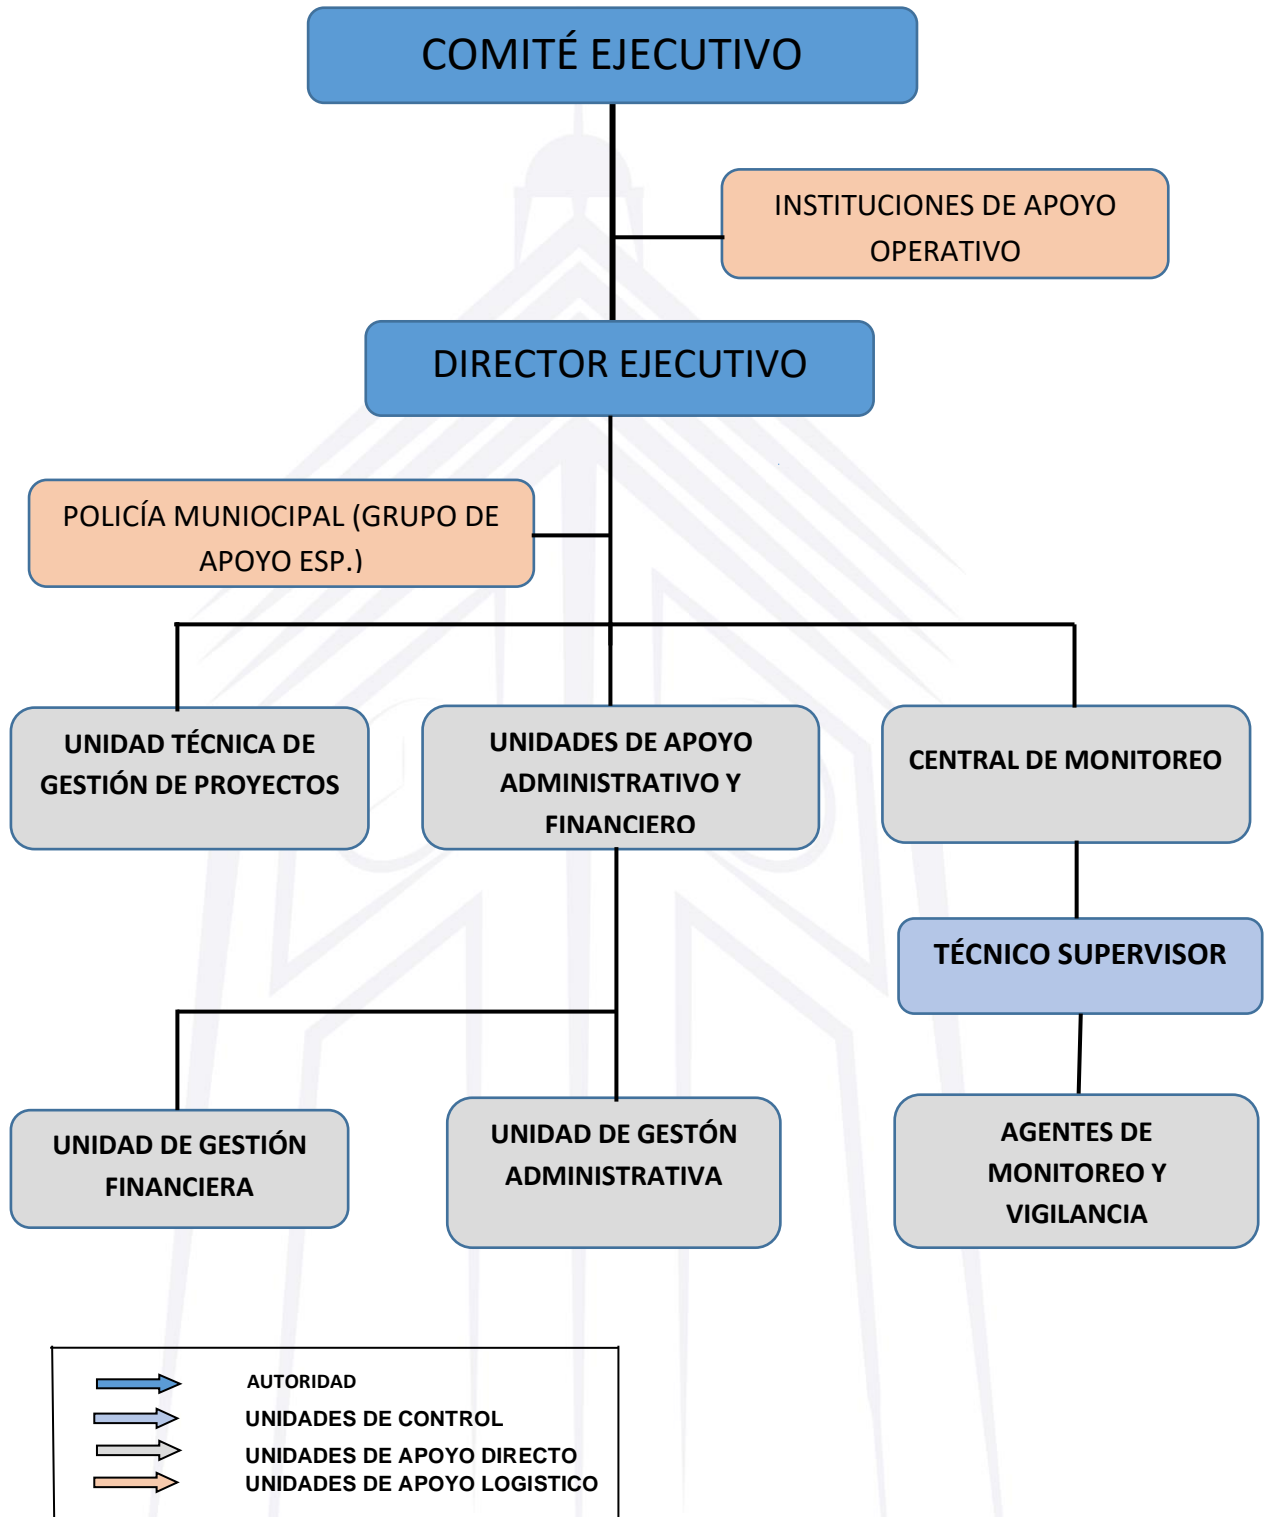 COMITÉ EJECUTIVO
INSTITUCIONES DE APOYO
OPERATIVO
DIRECTOR EJECUTIVO
POLICÍA MUNIOCIPAL (GRUPO DE
APOYO ESP.)
UNIDAD TÉCNICA DE
GESTIÓN DE PROYECTOS
UNIDADES DE APOYO
ADMINISTRATIVO Y
FINANCIERO
CENTRAL DE MONITOREO
TÉCNICO SUPERVISOR
UNIDAD DE GESTIÓN
FINANCIERA
UNIDAD DE GESTÓN
ADMINISTRATIVA
AGENTES DE
MONITOREO Y
VIGILANCIA
AUTORIDAD
UNIDADES DE CONTROL
UNIDADES DE APOYO DIRECTO
UNIDADES DE APOYO LOGISTICO